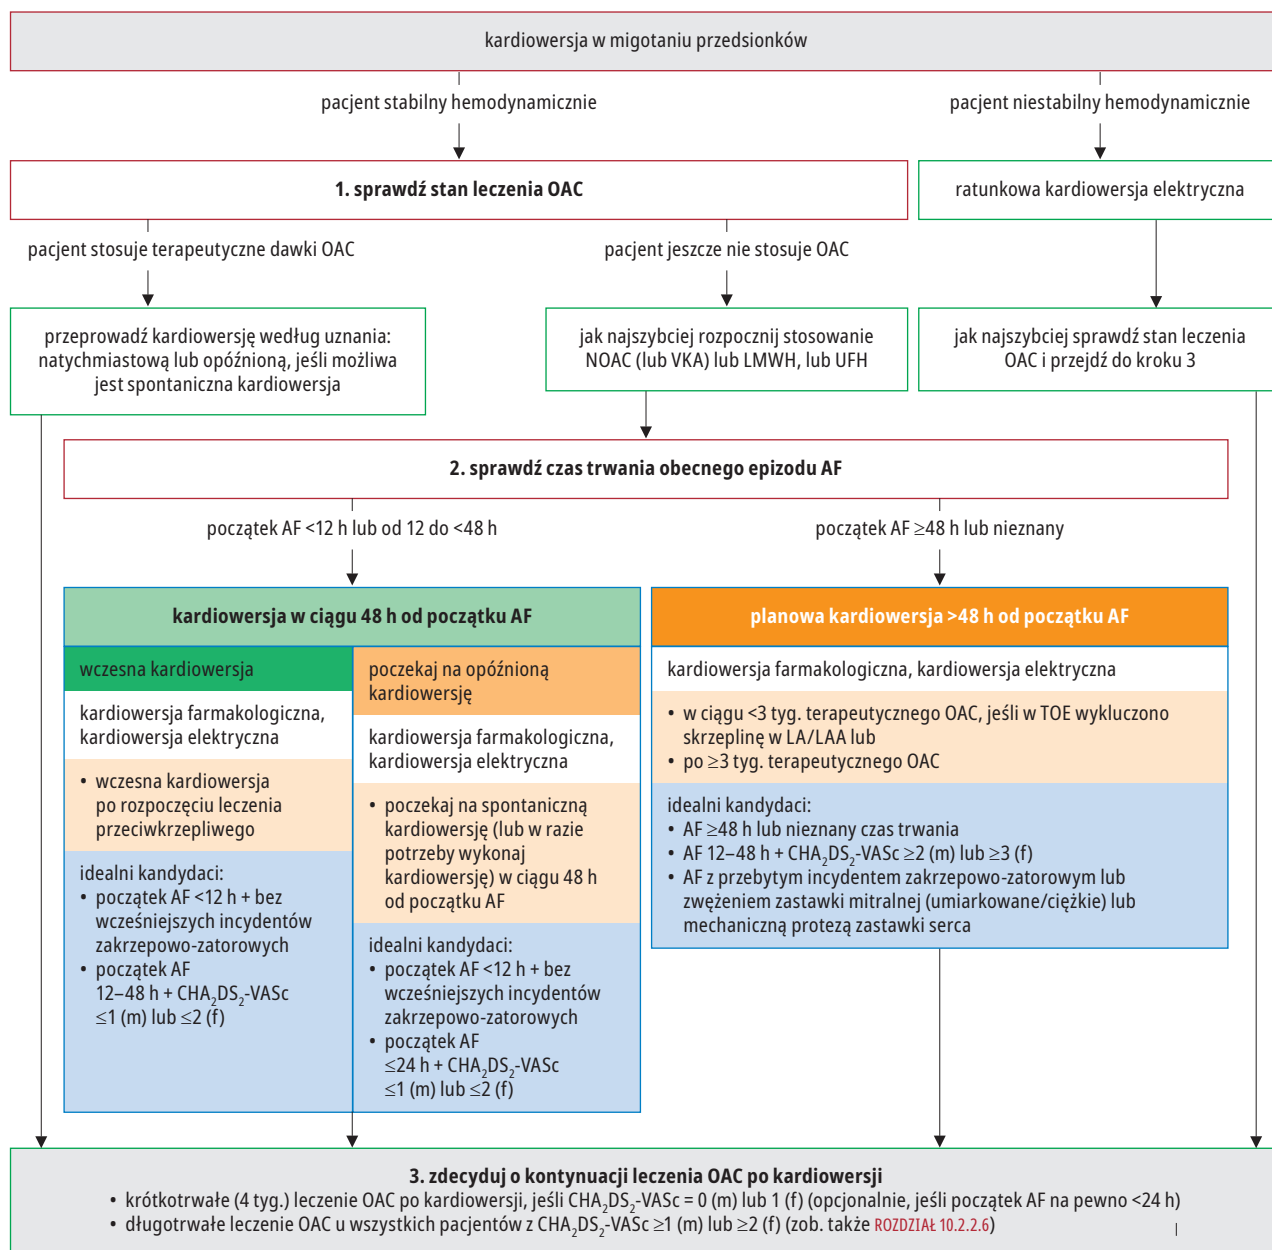 kardiowersja w migotaniu przedsionków
pacjent stabilny hemodynamicznie
pacjent niestabilny hemodynamicznie
1. sprawdź stan leczenia OAC
ratunkowa kardiowersja elektryczna
pacjent stosuje terapeutyczne dawki OAC
pacjent jeszcze nie stosuje OAC
przeprowadź kardiowersję według uznania:
natychmiastową lub opóźnioną, jeśli możliwa
jest spontaniczna kardiowersja
jak najszybciej rozpocznij stosowanie
NOAC (lub VKA) lub LMWH, lub UFH
jak najszybciej sprawdź stan leczenia
OAC i przejdź do kroku 3
2. sprawdź czas trwania obecnego epizodu AF
początek AF <12 h lub od 12 do <48 h
początek AF ≥48 h lub nieznany
kardiowersja w ciągu 48 h od początku AF
wczesna kardiowersja
kardiowersja farmakologiczna,
kardiowersja elektryczna
• wczesna kardiowersja
po rozpoczęciu leczenia
przeciwkrzepliwego
idealni kandydaci:
• początek AF <12 h + bez
wcześniejszych incydentów
zakrzepowo-zatorowych
• początek AF
12–48 h + CHA₂DS₂-VASc
≤1 (m) lub ≤2 (f)
poczekaj na opóźnioną
kardiowersję
kardiowersja farmakologiczna,
kardiowersja elektryczna
• poczekaj na spontaniczną
kardiowersję (lub w razie
potrzeby wykonaj
kardiowersję) w ciągu 48 h
od początku AF
idealni kandydaci:
• początek AF <12 h + bez
wcześniejszych incydentów
zakrzepowo-zatorowych
• początek AF
≤24 h + CHA₂DS₂-VASc
≤1 (m) lub ≤2 (f)
planowa kardiowersja >48 h od początku AF
kardiowersja farmakologiczna, kardiowersja elektryczna
• w ciągu <3 tyg. terapeutycznego OAC, jeśli w TOE wykluczono
skrzeplinę w LA/LAA lub
• po ≥3 tyg. terapeutycznego OAC
idealni kandydaci:
• AF ≥48 h lub nieznany czas trwania
• AF 12–48 h + CHA₂DS₂-VASc ≥2 (m) lub ≥3 (f)
• AF z przebytym incydentem zakrzepowo-zatorowym lub
zwężeniem zastawki mitralnej (umiarkowane/ciężkie) lub
mechaniczną protezą zastawki serca
3. zdecyduj o kontynuacji leczenia OAC po kardiowersji
• krótkotrwałe (4 tyg.) leczenie OAC po kardiowersji, jeśli CHA₂DS₂-VASc = 0 (m) lub 1 (f) (opcjonalnie, jeśli początek AF na pewno <24 h)
• długotrwałe leczenie OAC u wszystkich pacjentów z CHA₂DS₂-VASc ≥1 (m) lub ≥2 (f) (zob. także ROZDZIAŁ 10.2.2.6)